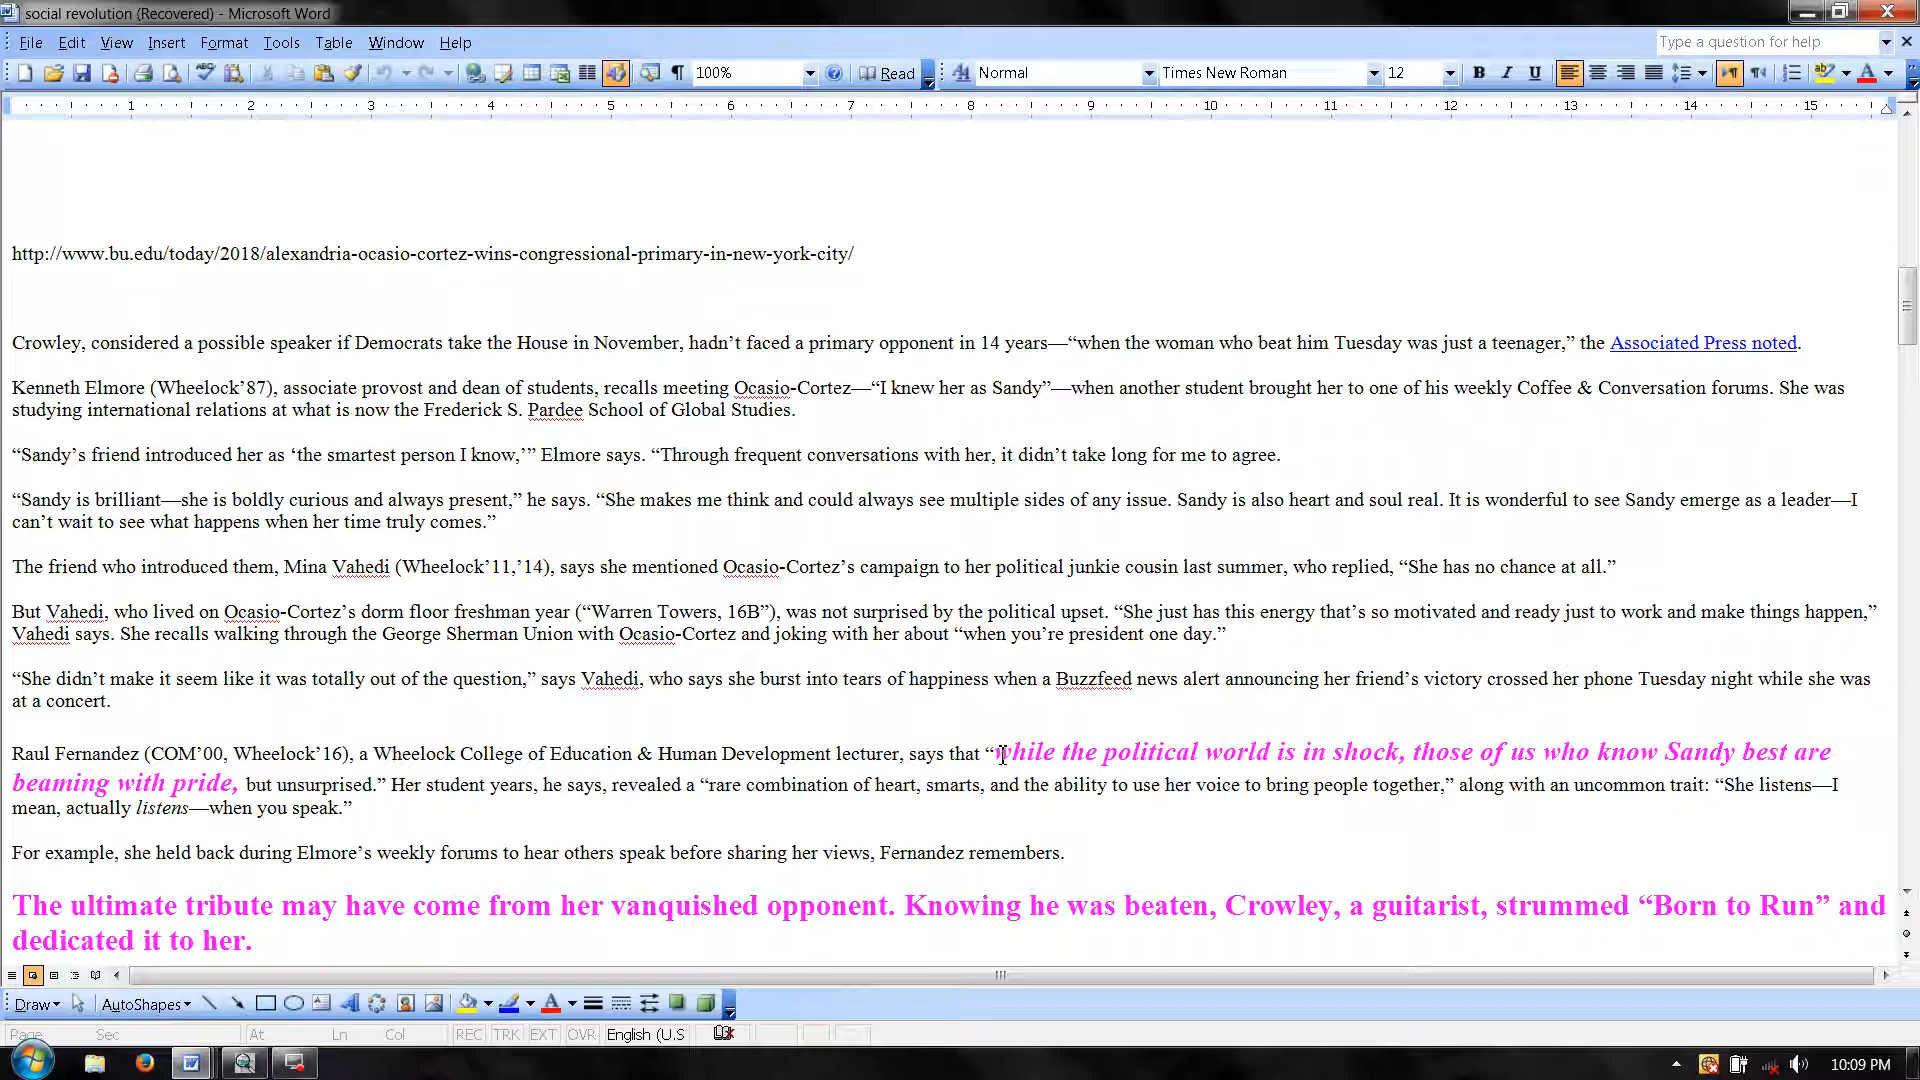 social revolution (Recovered) - Microsoft Word
File Edit View Insert Format Tools Table Window Help
Type a question for help
100%
Read
Normal
Times New Roman
12
B I U
1 2 3 4 5 6 7 8 9 10 11 12 13 14 15
http://www.bu.edu/today/2018/alexandria-ocasio-cortez-wins-congressional-primary-in-new-york-city/
Crowley, considered a possible speaker if Democrats take the House in November, hadn’t faced a primary opponent in 14 years—“when the woman who beat him Tuesday was just a teenager,” the Associated Press noted.
Kenneth Elmore (Wheelock’87), associate provost and dean of students, recalls meeting Ocasio-Cortez—“I knew her as Sandy”—when another student brought her to one of his weekly Coffee & Conversation forums. She was
studying international relations at what is now the Frederick S. Pardee School of Global Studies.
“Sandy’s friend introduced her as ‘the smartest person I know,’” Elmore says. “Through frequent conversations with her, it didn’t take long for me to agree.
“Sandy is brilliant—she is boldly curious and always present,” he says. “She makes me think and could always see multiple sides of any issue. Sandy is also heart and soul real. It is wonderful to see Sandy emerge as a leader—I
can’t wait to see what happens when her time truly comes.”
The friend who introduced them, Mina Vahedi (Wheelock’11,’14), says she mentioned Ocasio-Cortez’s campaign to her political junkie cousin last summer, who replied, “She has no chance at all.”
But Vahedi, who lived on Ocasio-Cortez’s dorm floor freshman year (“Warren Towers, 16B”), was not surprised by the political upset. “She just has this energy that’s so motivated and ready just to work and make things happen,”
Vahedi says. She recalls walking through the George Sherman Union with Ocasio-Cortez and joking with her about “when you’re president one day.”
“She didn’t make it seem like it was totally out of the question,” says Vahedi, who says she burst into tears of happiness when a Buzzfeed news alert announcing her friend’s victory crossed her phone Tuesday night while she was
at a concert.
Raul Fernandez (COM’00, Wheelock’16), a Wheelock College of Education & Human Development lecturer, says that “while the political world is in shock, those of us who know Sandy best are
beaming with pride, but unsurprised.” Her student years, he says, revealed a “rare combination of heart, smarts, and the ability to use her voice to bring people together,” along with an uncommon trait: “She listens—I
mean, actually listens—when you speak.”
For example, she held back during Elmore’s weekly forums to hear others speak before sharing her views, Fernandez remembers.
The ultimate tribute may have come from her vanquished opponent. Knowing he was beaten, Crowley, a guitarist, strummed “Born to Run” and
dedicated it to her.
Draw AutoShapes
Page Sec At Ln Col REC TRK EXT OVR English (U.S
10:09 PM